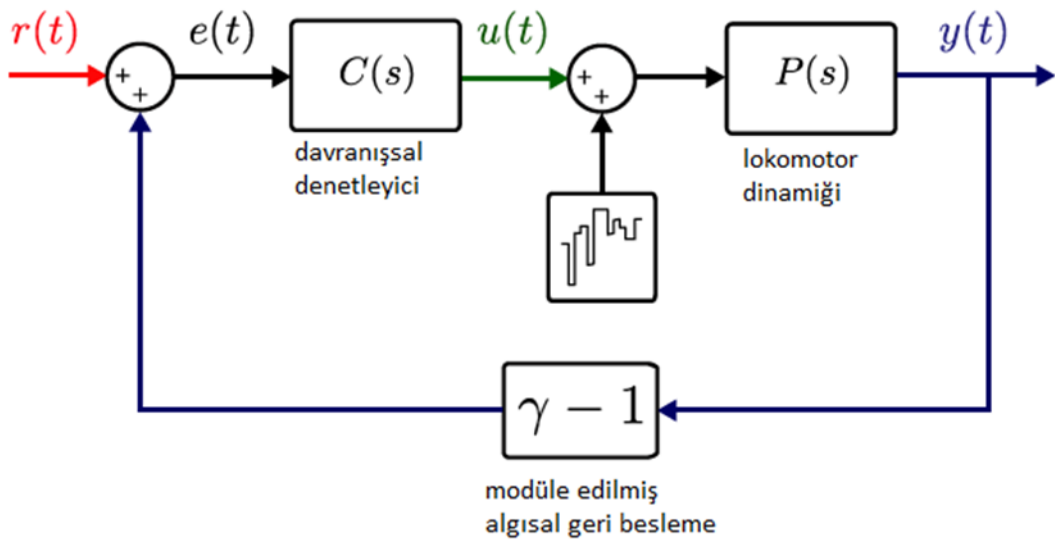 r(t)
e(t)
u(t)
y(t)
+
+
C(s)
+
+
P(s)
davranışsal
denetleyici
lokomotor
dinamiği
γ − 1
modüle edilmiş
algısal geri besleme